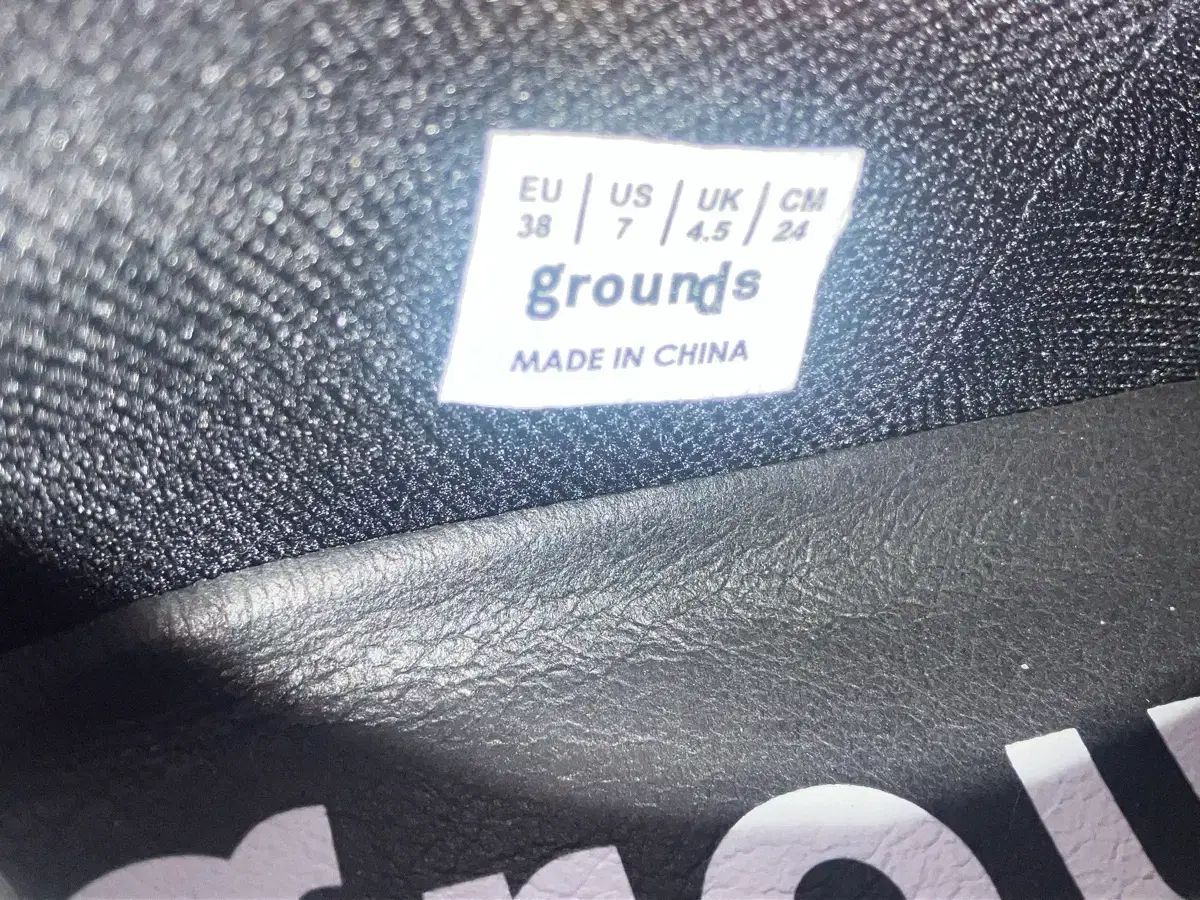 EU | US | UK | CM
38 | 7 | 4.5 | 24
grounds
MADE IN CHINA